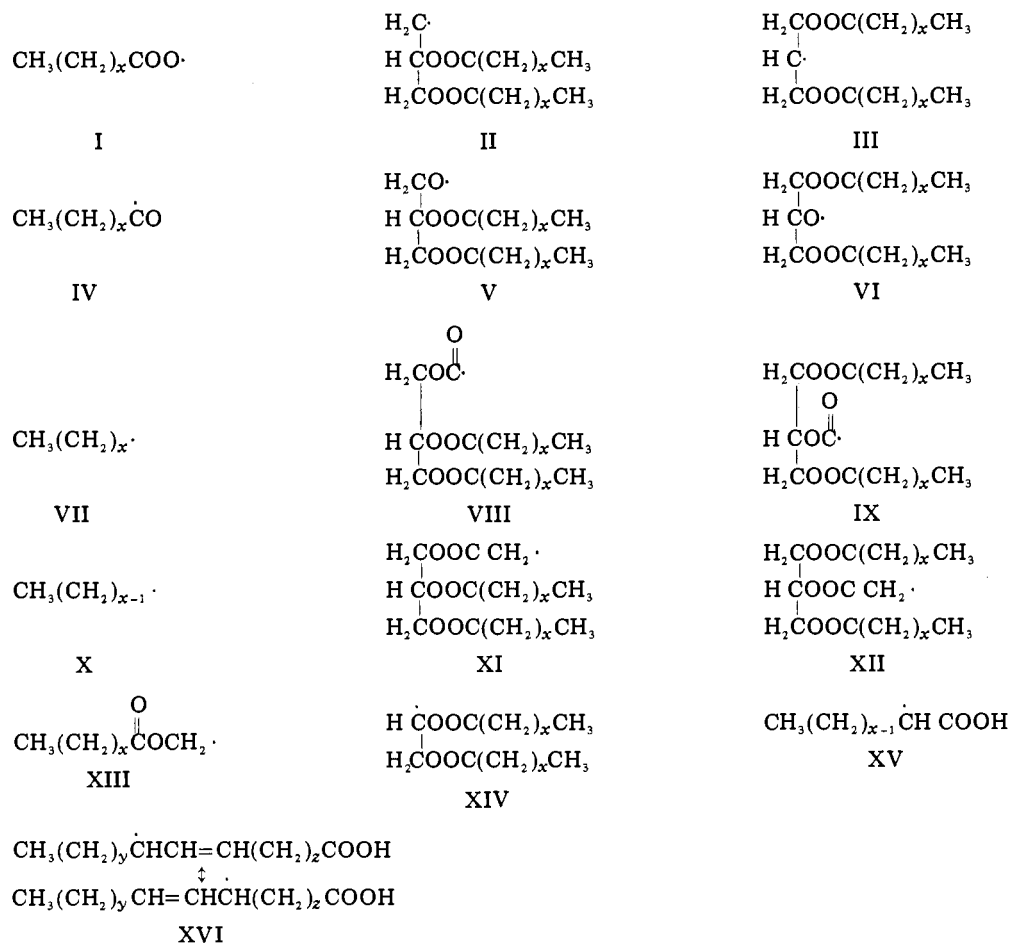 H₂C·
H₂COOC(CH₂)ₓCH₃
CH₃(CH₂)ₓCOO·
H COOC(CH₂)ₓCH₃
H C·
H₂COOC(CH₂)ₓCH₃
H₂COOC(CH₂)ₓCH₃
I
II
III
H₂CO·
H₂COOC(CH₂)ₓCH₃
CH₃(CH₂)ₓĊO
H COOC(CH₂)ₓCH₃
H CO·
H₂COOC(CH₂)ₓCH₃
H₂COOC(CH₂)ₓCH₃
IV
V
VI
O
H₂COC·
H₂COOC(CH₂)ₓCH₃
O
CH₃(CH₂)ₓ·
H COOC(CH₂)ₓCH₃
H COC·
H₂COOC(CH₂)ₓCH₃
H₂COOC(CH₂)ₓCH₃
VII
VIII
IX
H₂COOC CH₂·
H₂COOC(CH₂)ₓCH₃
CH₃(CH₂)ₓ₋₁·
H COOC(CH₂)ₓCH₃
H COOC CH₂·
H₂COOC(CH₂)ₓCH₃
H₂COOC(CH₂)ₓCH₃
X
XI
XII
O
CH₃(CH₂)ₓCOCH₂·
H ĊOOC(CH₂)ₓCH₃
H₂COOC(CH₂)ₓCH₃
CH₃(CH₂)ₓ₋₁ĊH COOH
XIII
XIV
XV
CH₃(CH₂)yĊHCH=CH(CH₂)zCOOH
↕
CH₃(CH₂)yCH=CHĊH(CH₂)zCOOH
XVI